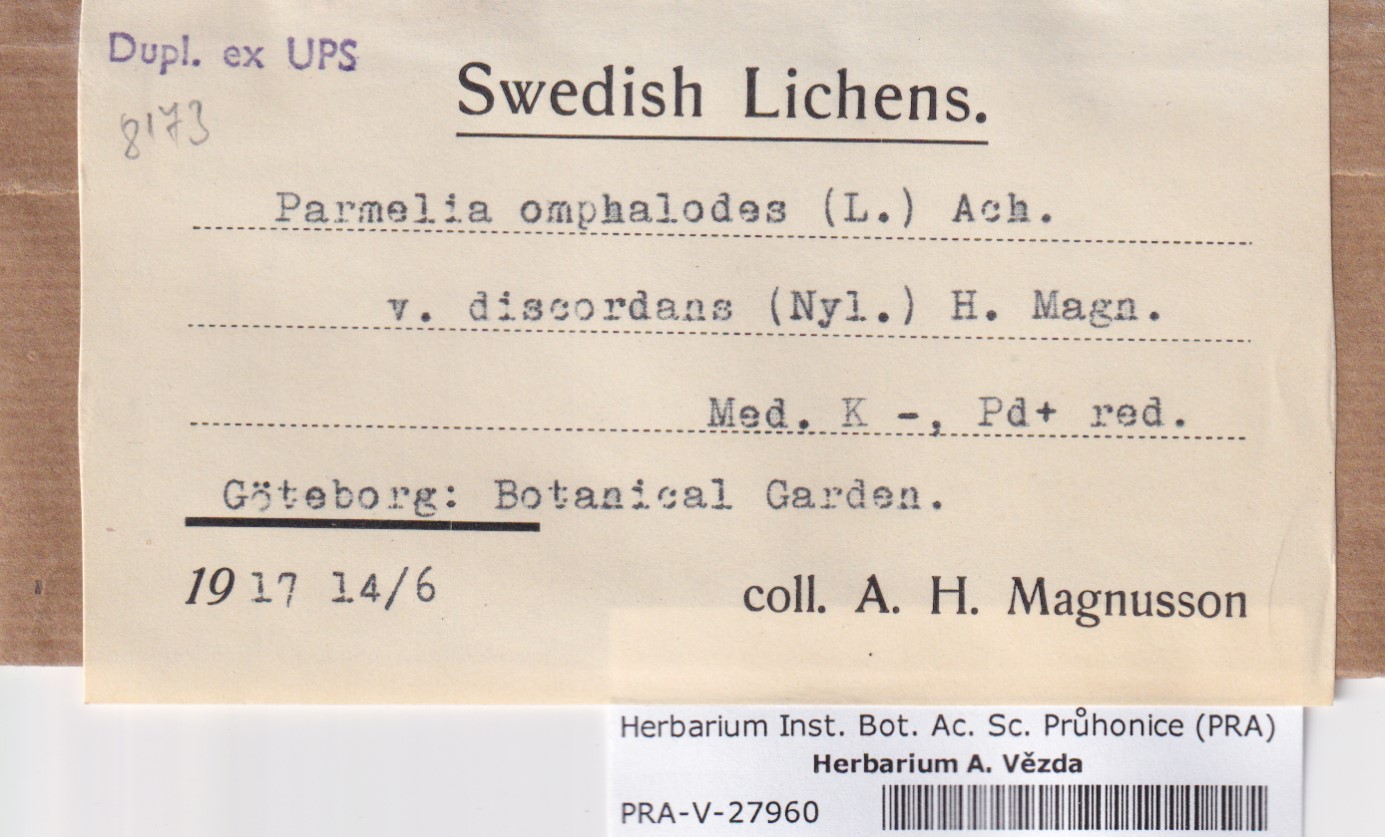 Dupl. ex UPS
8173
Swedish Lichens.
Parmelia omphalodes (L.) Ach.
v. discordans (Nyl.) H. Magn.
Med. K -, Pd+ red.
Göteborg: Botanical Garden.
1917 14/6
coll. A. H. Magnusson
Herbarium Inst. Bot. Ac. Sc. Průhonice (PRA)
Herbarium A. Vězda
PRA-V-27960